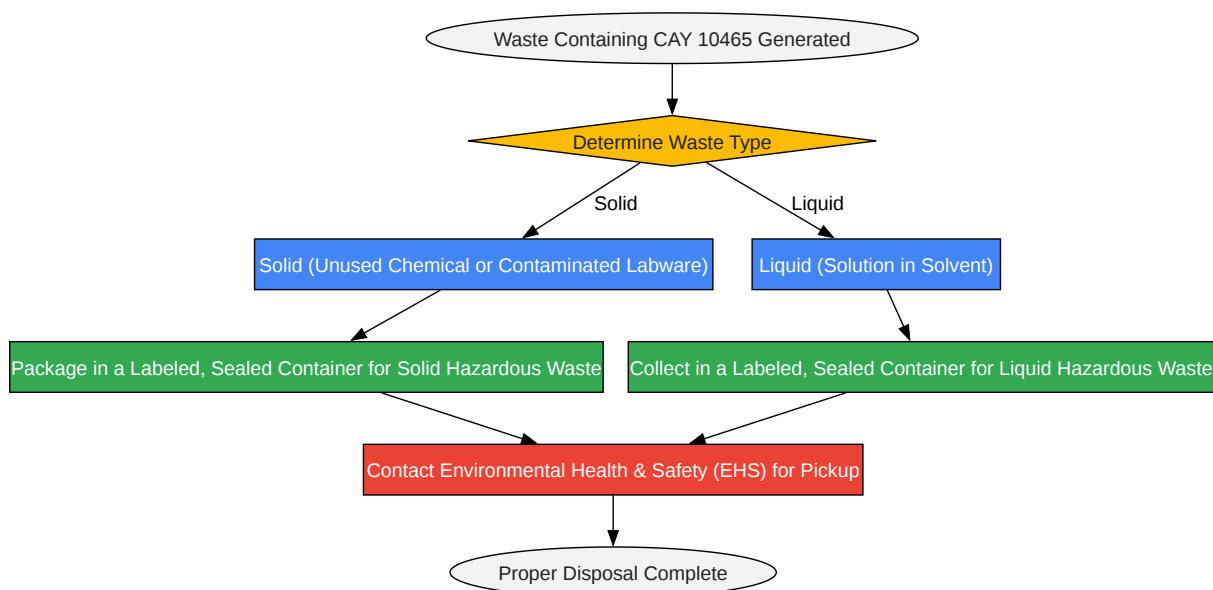 Waste Containing CAY 10465 Generated
Determine Waste Type
Solid
Liquid
Solid (Unused Chemical or Contaminated Labware)
Liquid (Solution in Solvent)
Package in a Labeled, Sealed Container for Solid Hazardous Waste
Collect in a Labeled, Sealed Container for Liquid Hazardous Waste
Contact Environmental Health & Safety (EHS) for Pickup
Proper Disposal Complete